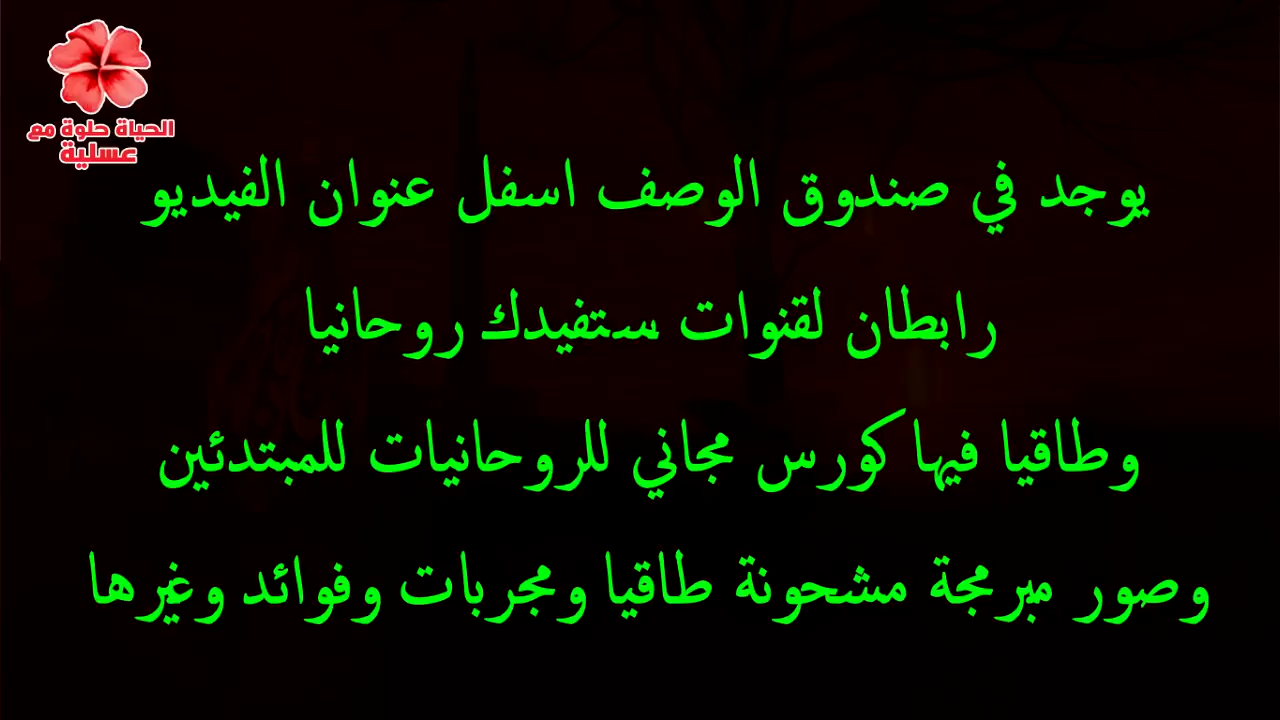 الحياة حلوة مع
عسلية
يوجد في صندوق الوصف اسفل عنوان الفيديو
رابطان لقنوات ستفيدك روحانيا
وطاقيا فيها كورس مجاني للروحانيات للمبتدئين
وصور مبرمجة مشحونة طاقيا ومجربات وفوائد وغيرها